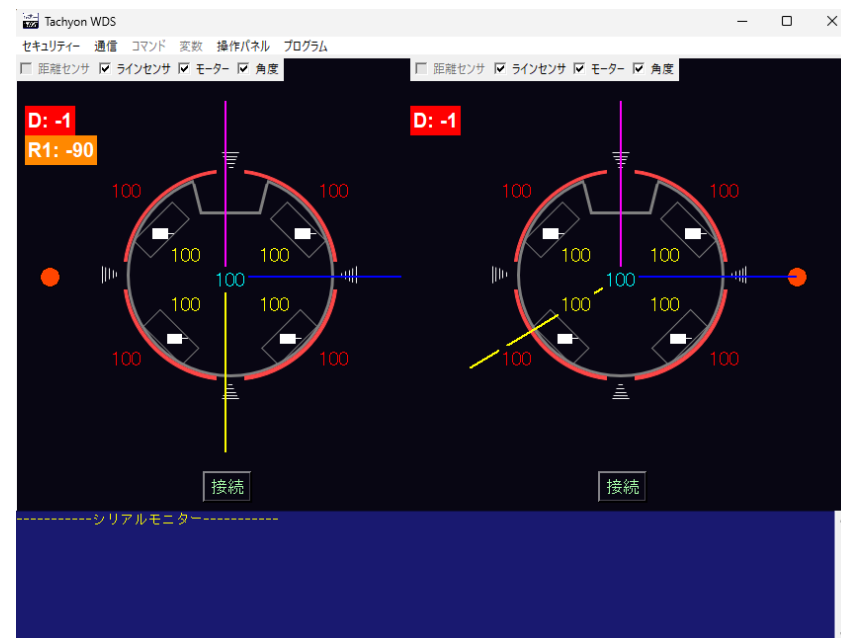 Tachyon WDS
セキュリティー 通信 コマンド 変数 操作パネル プログラム
距離センサ ラインセンサ モーター 角度 距離センサ ラインセンサ モーター 角度
D: -1 D: -1
R1: -90
100 100 100 100
100 100 100 100
100 100
100 100 100 100
100 100 100 100
接続 接続
-----------シリアルモニター-----------